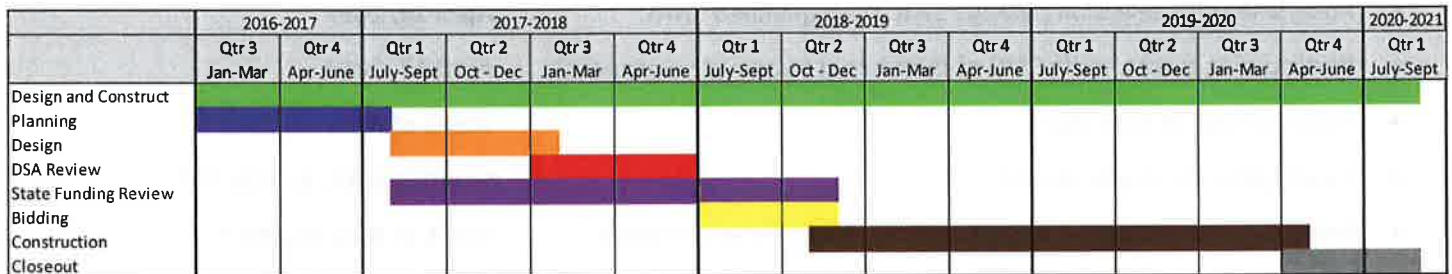 2016-2017 2017-2018 2018-2019 2019-2020 2020-2021
Qtr 3 Qtr 4 Qtr 1 Qtr 2 Qtr 3 Qtr 4 Qtr 1 Qtr 2 Qtr 3 Qtr 4 Qtr 1 Qtr 2 Qtr 3 Qtr 4 Qtr 1
Jan-Mar Apr-June July-Sept Oct - Dec Jan-Mar Apr-June July-Sept Oct - Dec Jan-Mar Apr-June July-Sept Oct - Dec Jan-Mar Apr-June July-Sept
Design and Construct
Planning
Design
DSA Review
State Funding Review
Bidding
Construction
Closeout